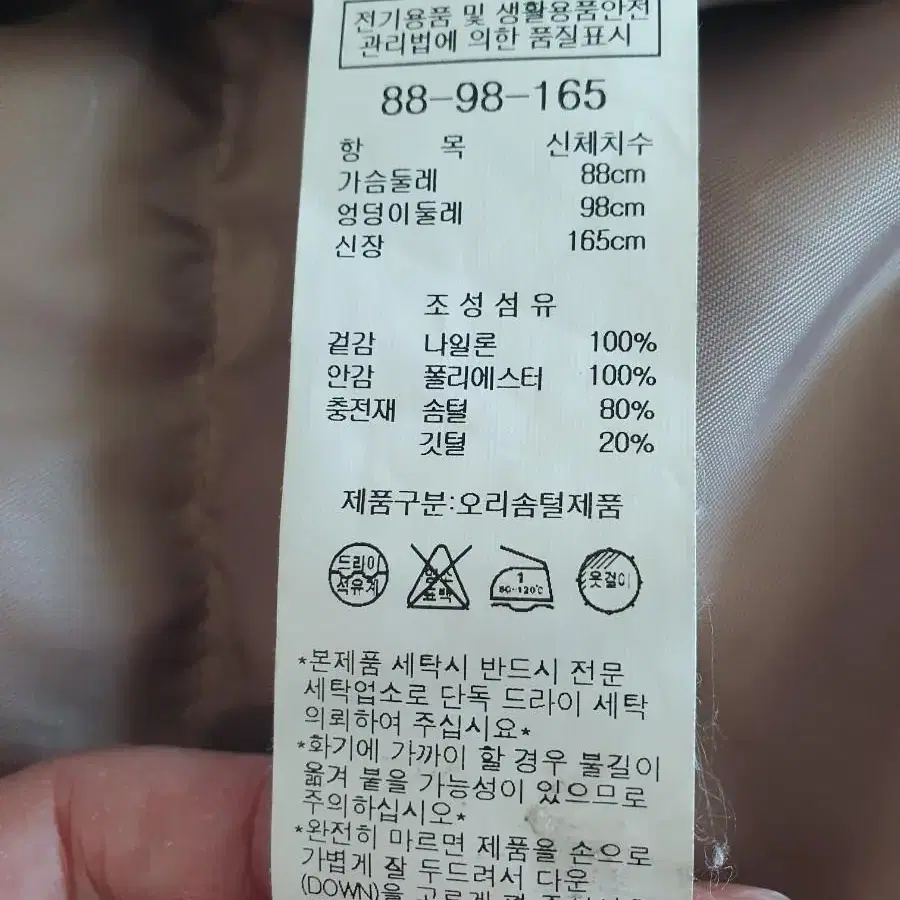 전기용품 및 생활용품안전
관리법에 의한 품질표시
88-98-165
항 목 신체치수
가슴둘레 88cm
엉덩이둘레 98cm
신장 165cm
조성섬유
겉감 나일론 100%
안감 폴리에스터 100%
충전재 솜털 80%
깃털 20%
제품구분:오리솜털제품
드라이
석유계
염소
표백
1
80~120℃
옷걸이
*본제품 세탁시 반드시 전문
세탁업소로 단독 드라이 세탁
의뢰하여 주십시요*
*화기에 가까이 할 경우 불길이
옮겨 붙을 가능성이 있으므로
주의하십시오*
*완전히 마르면 제품을 손으로
가볍게 잘 두드려서 다운
(DOWN)을 고르게